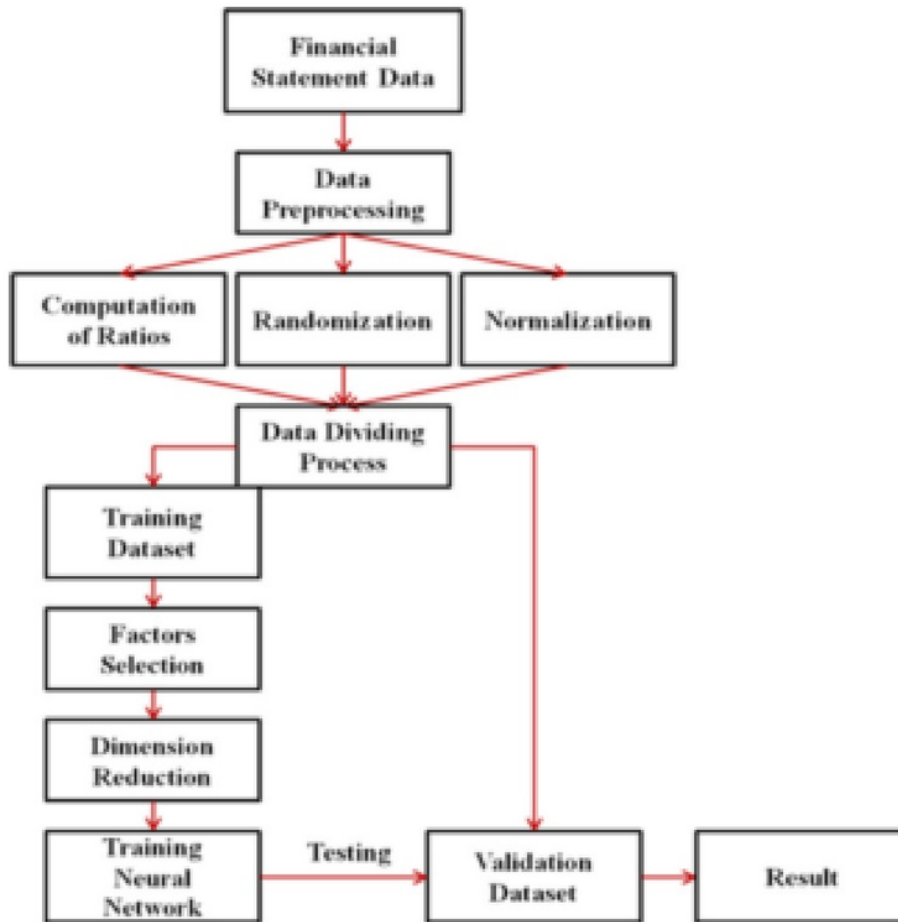 Financial
Statement Data
Data
Preprocessing
Computation
of Ratios
Randomization
Normalization
Data Dividing
Process
Training
Dataset
Factors
Selection
Dimension
Reduction
Training
Neural
Network
Testing
Validation
Dataset
Result